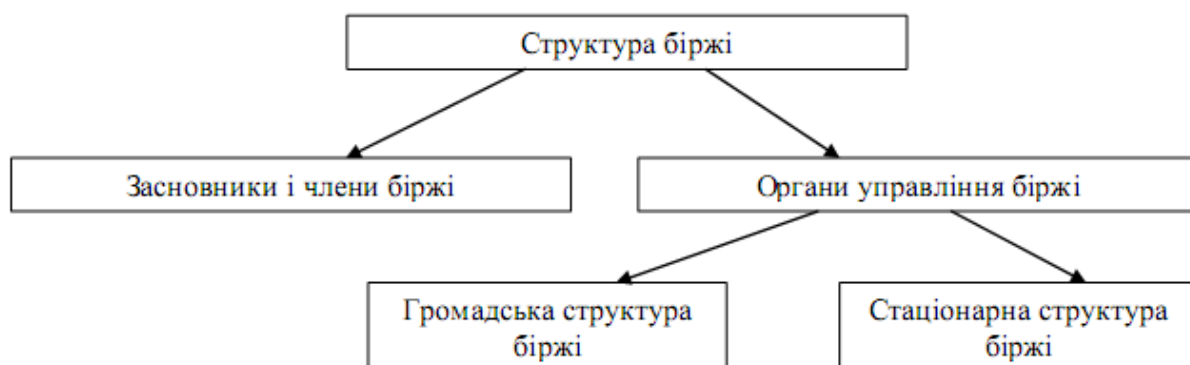 Структура біржі
Засновники і члени біржі
Органи управління біржі
Громадська структура
біржі
Стаціонарна структура
біржі